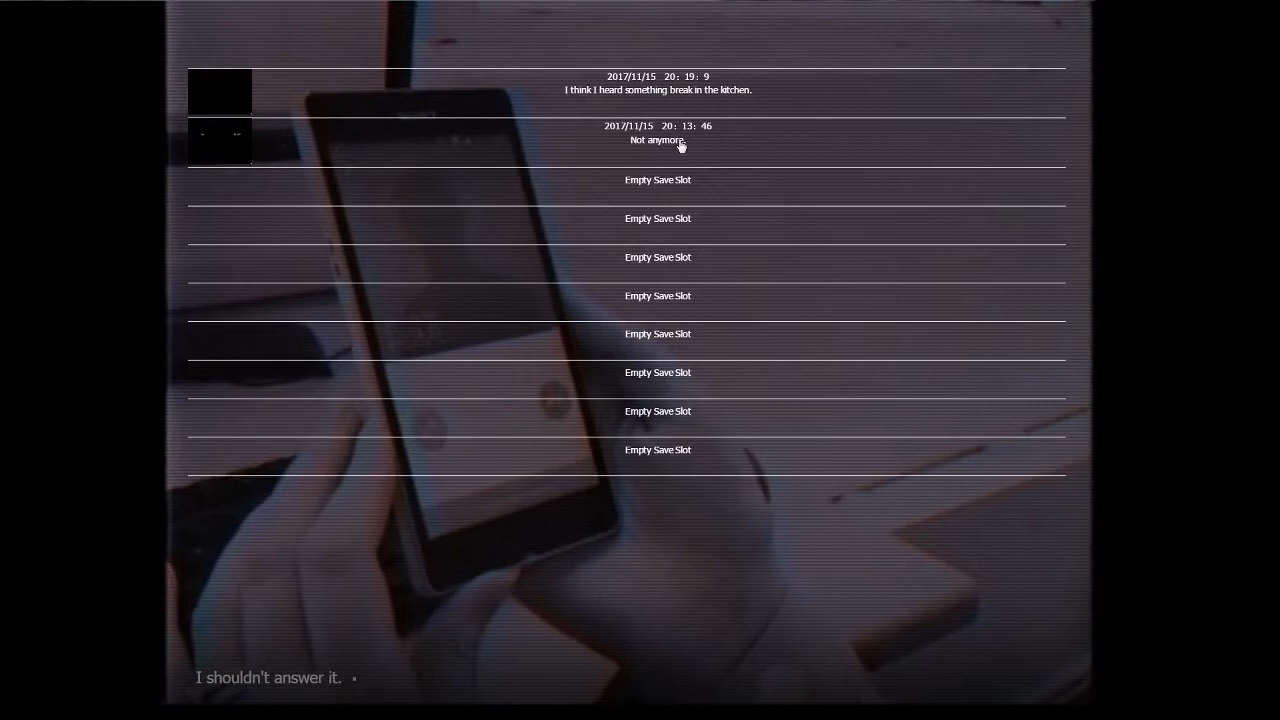 2017/11/15 20: 19: 9
I think I heard something break in the kitchen.
2017/11/15 20: 13: 46
Not anymore.
Empty Save Slot
Empty Save Slot
Empty Save Slot
Empty Save Slot
Empty Save Slot
Empty Save Slot
Empty Save Slot
Empty Save Slot
I shouldn't answer it.